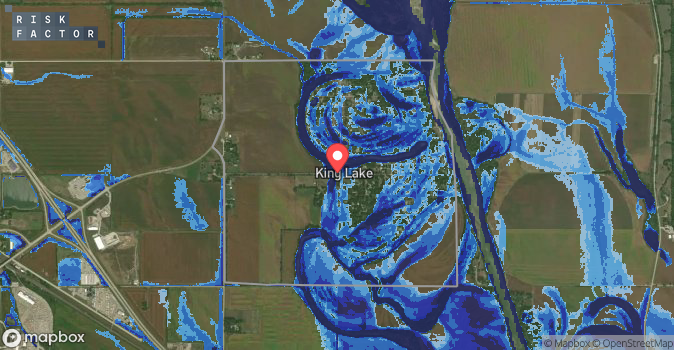 RISK
FACTOR
King Lake
mapbox
© Mapbox © OpenStreetMap